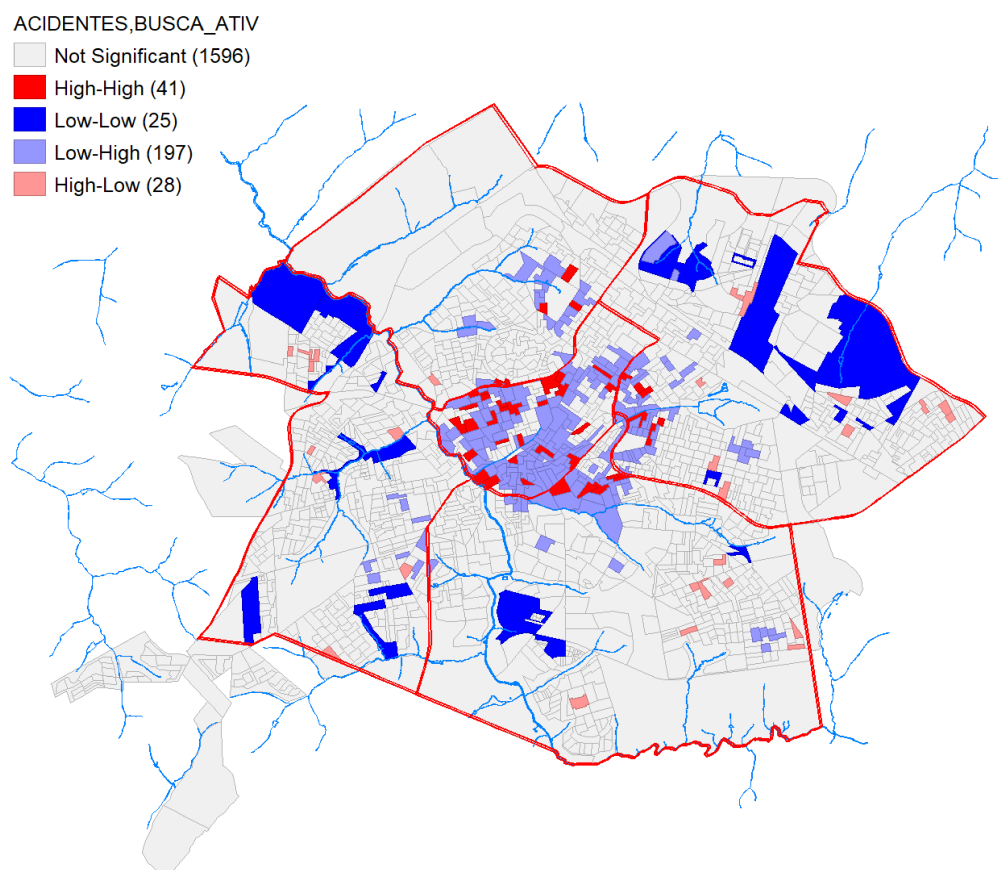 ACIDENTES,BUSCA_ATIV
Not Significant (1596)
High-High (41)
Low-Low (25)
Low-High (197)
High-Low (28)